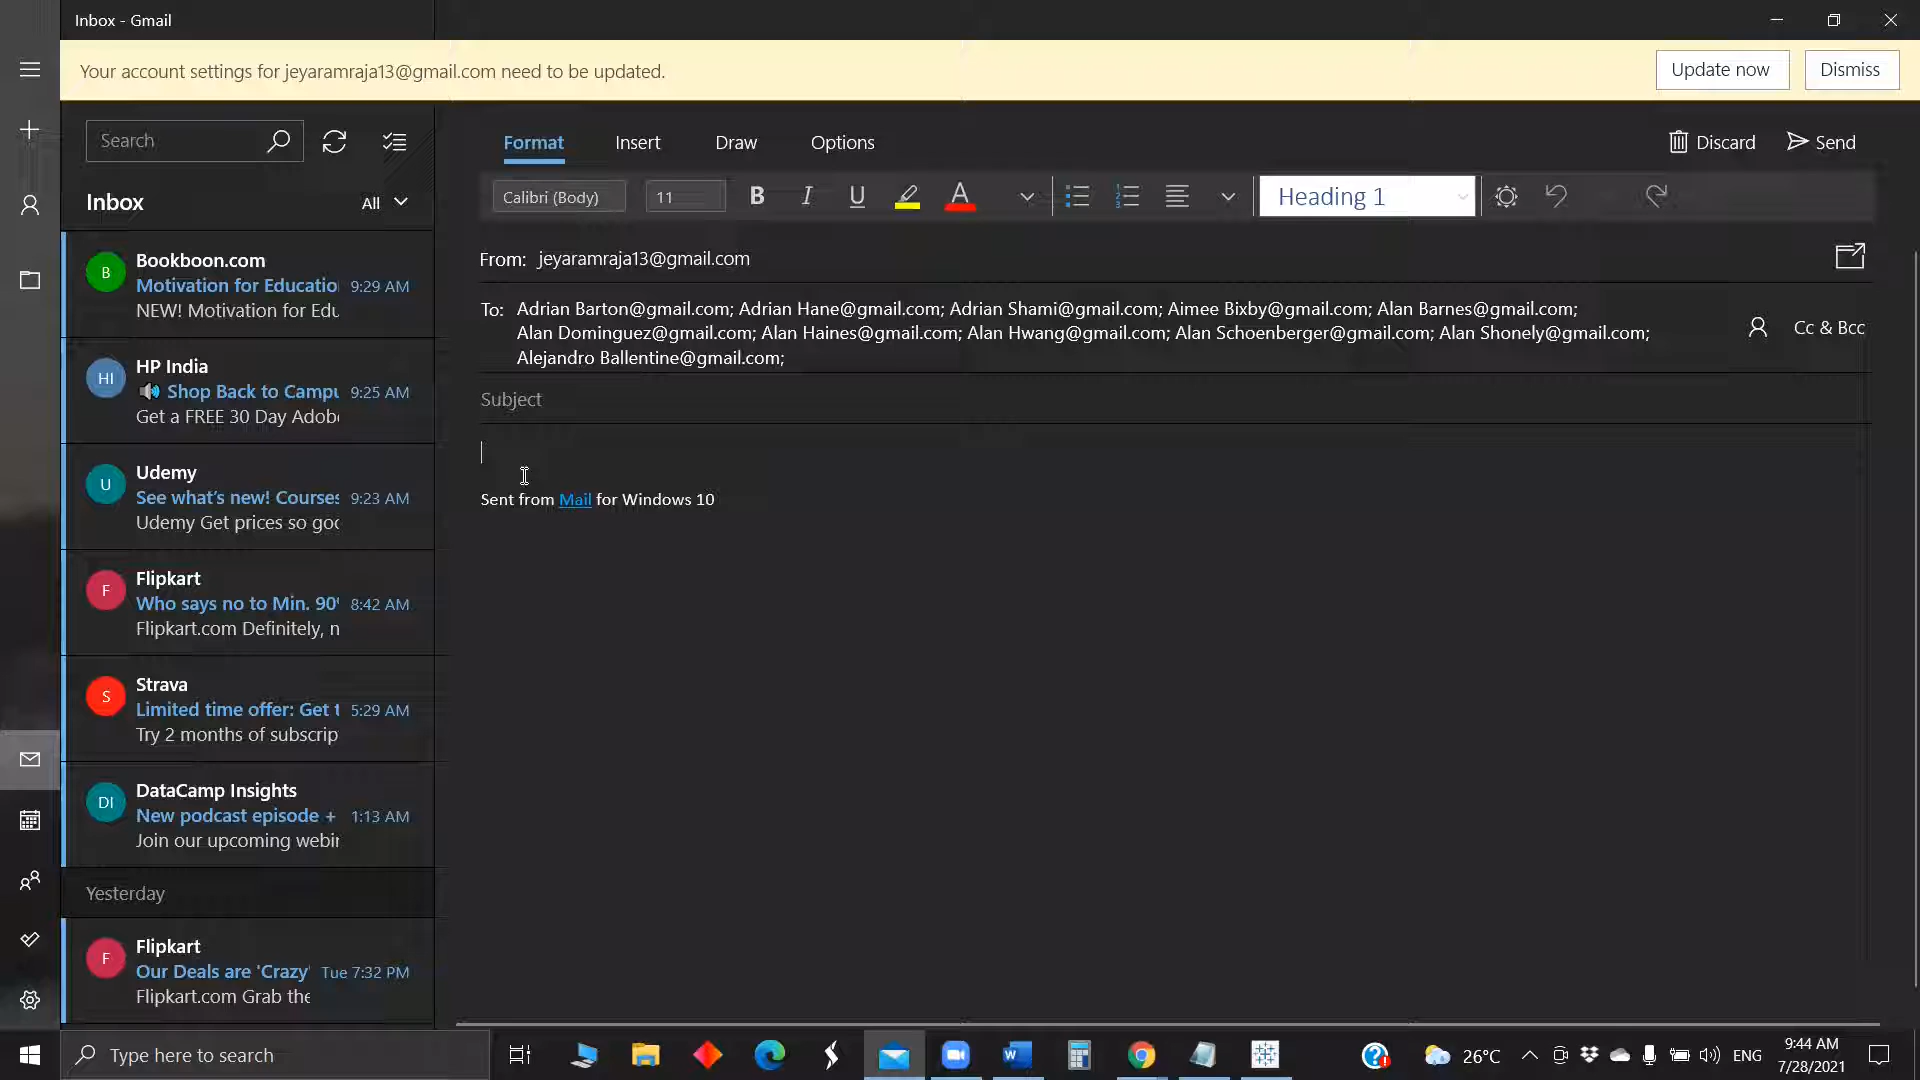 Inbox - Gmail
Your account settings for jeyaramraja13@gmail.com need to be updated.
Update now
Dismiss
Search
Inbox
All
B
Bookboon.com
Motivation for Educatio 9:29 AM
NEW! Motivation for Edu
HI
HP India
Shop Back to Campu 9:25 AM
Get a FREE 30 Day Adob
U
Udemy
See what's new! Courses 9:23 AM
Udemy Get prices so goo
F
Flipkart
Who says no to Min. 90% 8:42 AM
Flipkart.com Definitely, n
S
Strava
Limited time offer: Get t 5:29 AM
Try 2 months of subscrip
DI
DataCamp Insights
New podcast episode + 1:13 AM
Join our upcoming webin
Yesterday
F
Flipkart
Our Deals are 'Crazy' Tue 7:32 PM
Flipkart.com Grab the
Format Insert Draw Options
Discard
Send
Calibri (Body) 11 B I U A Heading 1
From: jeyaramraja13@gmail.com
To: Adrian Barton@gmail.com; Adrian Hane@gmail.com; Adrian Shami@gmail.com; Aimee Bixby@gmail.com; Alan Barnes@gmail.com;
Alan Dominguez@gmail.com; Alan Haines@gmail.com; Alan Hwang@gmail.com; Alan Schoenberger@gmail.com; Alan Shonely@gmail.com;
Alejandro Ballentine@gmail.com;
Cc & Bcc
Subject
Sent from Mail for Windows 10
Type here to search
26°C
ENG
9:44 AM
7/28/2021